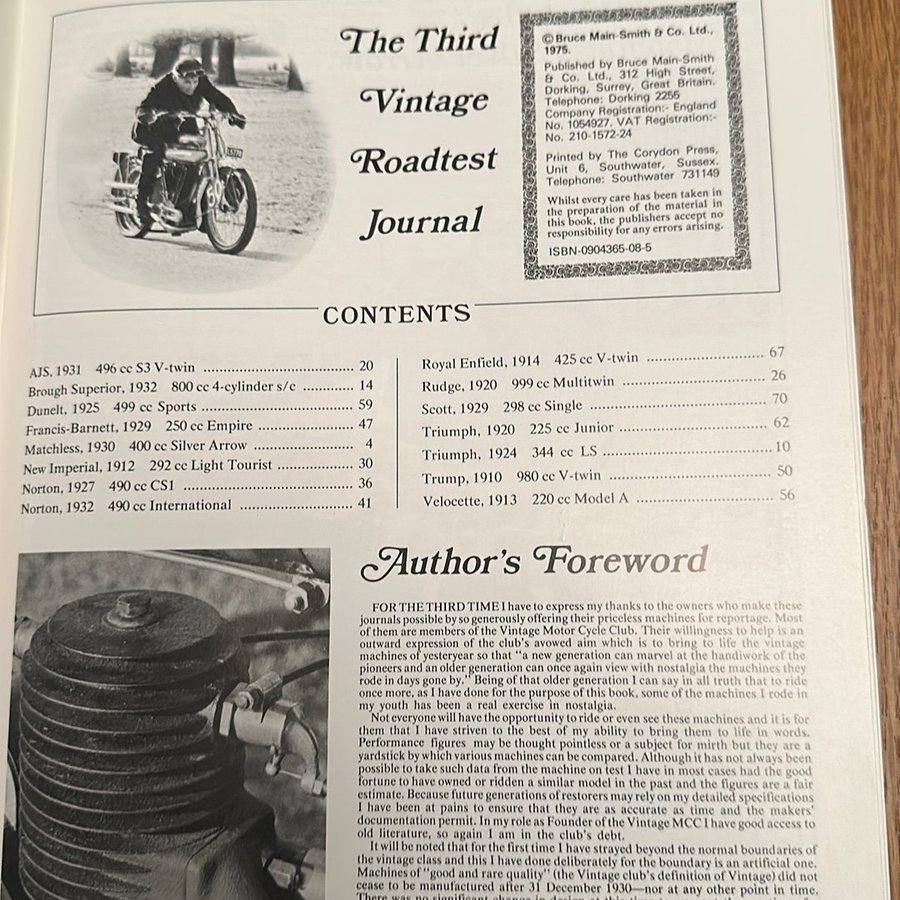 The Third
Vintage
Roadtest
Journal
© Bruce Main-Smith & Co. Ltd.,
1975.
Published by Bruce Main-Smith
& Co. Ltd., 312 High Street,
Dorking, Surrey, Great Britain.
Telephone: Dorking 2255
Company Registration:- England
No. 1054927. VAT Registration:-
No. 210-1572-24
Printed by The Corydon Press,
Unit 6, Southwater, Sussex.
Telephone: Southwater 731149
Whilst every care has been taken in
the preparation of the material in
this book, the publishers accept no
responsibility for any errors arising.
ISBN-0904365-08-5
CONTENTS
AJS, 1931 496 cc S3 V-twin ................................ 20
Brough Superior, 1932 800 cc 4-cylinder s/c ............ 14
Dunelt, 1925 499 cc Sports ................................ 59
Francis-Barnett, 1929 250 cc Empire ..................... 47
Matchless, 1930 400 cc Silver Arrow ..................... 4
New Imperial, 1912 292 cc Light Tourist ................. 30
Norton, 1927 490 cc CS1 .................................. 36
Norton, 1932 490 cc International ........................ 41
Royal Enfield, 1914 425 cc V-twin ........................ 67
Rudge, 1920 999 cc Multitwin ............................. 26
Scott, 1929 298 cc Single ................................. 70
Triumph, 1920 225 cc Junior .............................. 62
Triumph, 1924 344 cc LS .................................. 10
Trump, 1910 980 cc V-twin ............................... 50
Velocette, 1913 220 cc Model A .......................... 56
Author's Foreword
FOR THE THIRD TIME I have to express my thanks to the owners who make these
journals possible by so generously offering their priceless machines for reportage. Most
of them are members of the Vintage Motor Cycle Club. Their willingness to help is an
outward expression of the club's avowed aim which is to bring to life the vintage
machines of yesteryear so that "a new generation can marvel at the handiwork of the
pioneers and an older generation can once again view with nostalgia the machines they
rode in days gone by." Being of that older generation I can say in all truth that to ride
once more, as I have done for the purpose of this book, some of the machines I rode in
my youth has been a real exercise in nostalgia.
Not everyone will have the opportunity to ride or even see these machines and it is for
them that I have striven to the best of my ability to bring them to life in words.
Performance figures may be thought pointless or a subject for mirth but they are a
yardstick by which various machines can be compared. Although it has not always been
possible to take such data from the machine on test I have in most cases had the good
fortune to have owned or ridden a similar model in the past and the figures are a fair
estimate. Because future generations of restorers may rely on my detailed specifications
I have been at pains to ensure that they are as accurate as time and the makers'
documentation permit. In my role as Founder of the Vintage MCC I have good access to
old literature, so again I am in the club's debt.
It will be noted that for the first time I have strayed beyond the normal boundaries of
the vintage class and this I have done deliberately for the boundary is an artificial one.
Machines of "good and rare quality" (the Vintage club's definition of Vintage) did not
cease to be manufactured after 31 December 1930—nor at any other point in time.
There was no significant change in design at this time